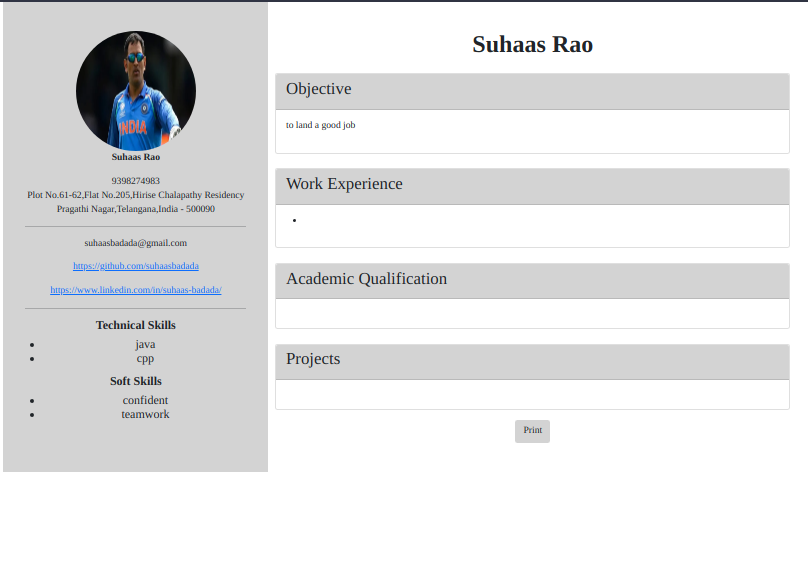 INDIA
Suhaas Rao
9398274983
Plot No.61-62,Flat No.205,Hirise Chalapathy Residency
Pragathi Nagar,Telangana,India - 500090
suhaasbadada@gmail.com
https://github.com/suhaasbadada
https://www.linkedin.com/in/suhaas-badada/
Technical Skills
java
cpp
Soft Skills
confident
teamwork
Suhaas Rao
Objective
to land a good job
Work Experience
Academic Qualification
Projects
Print